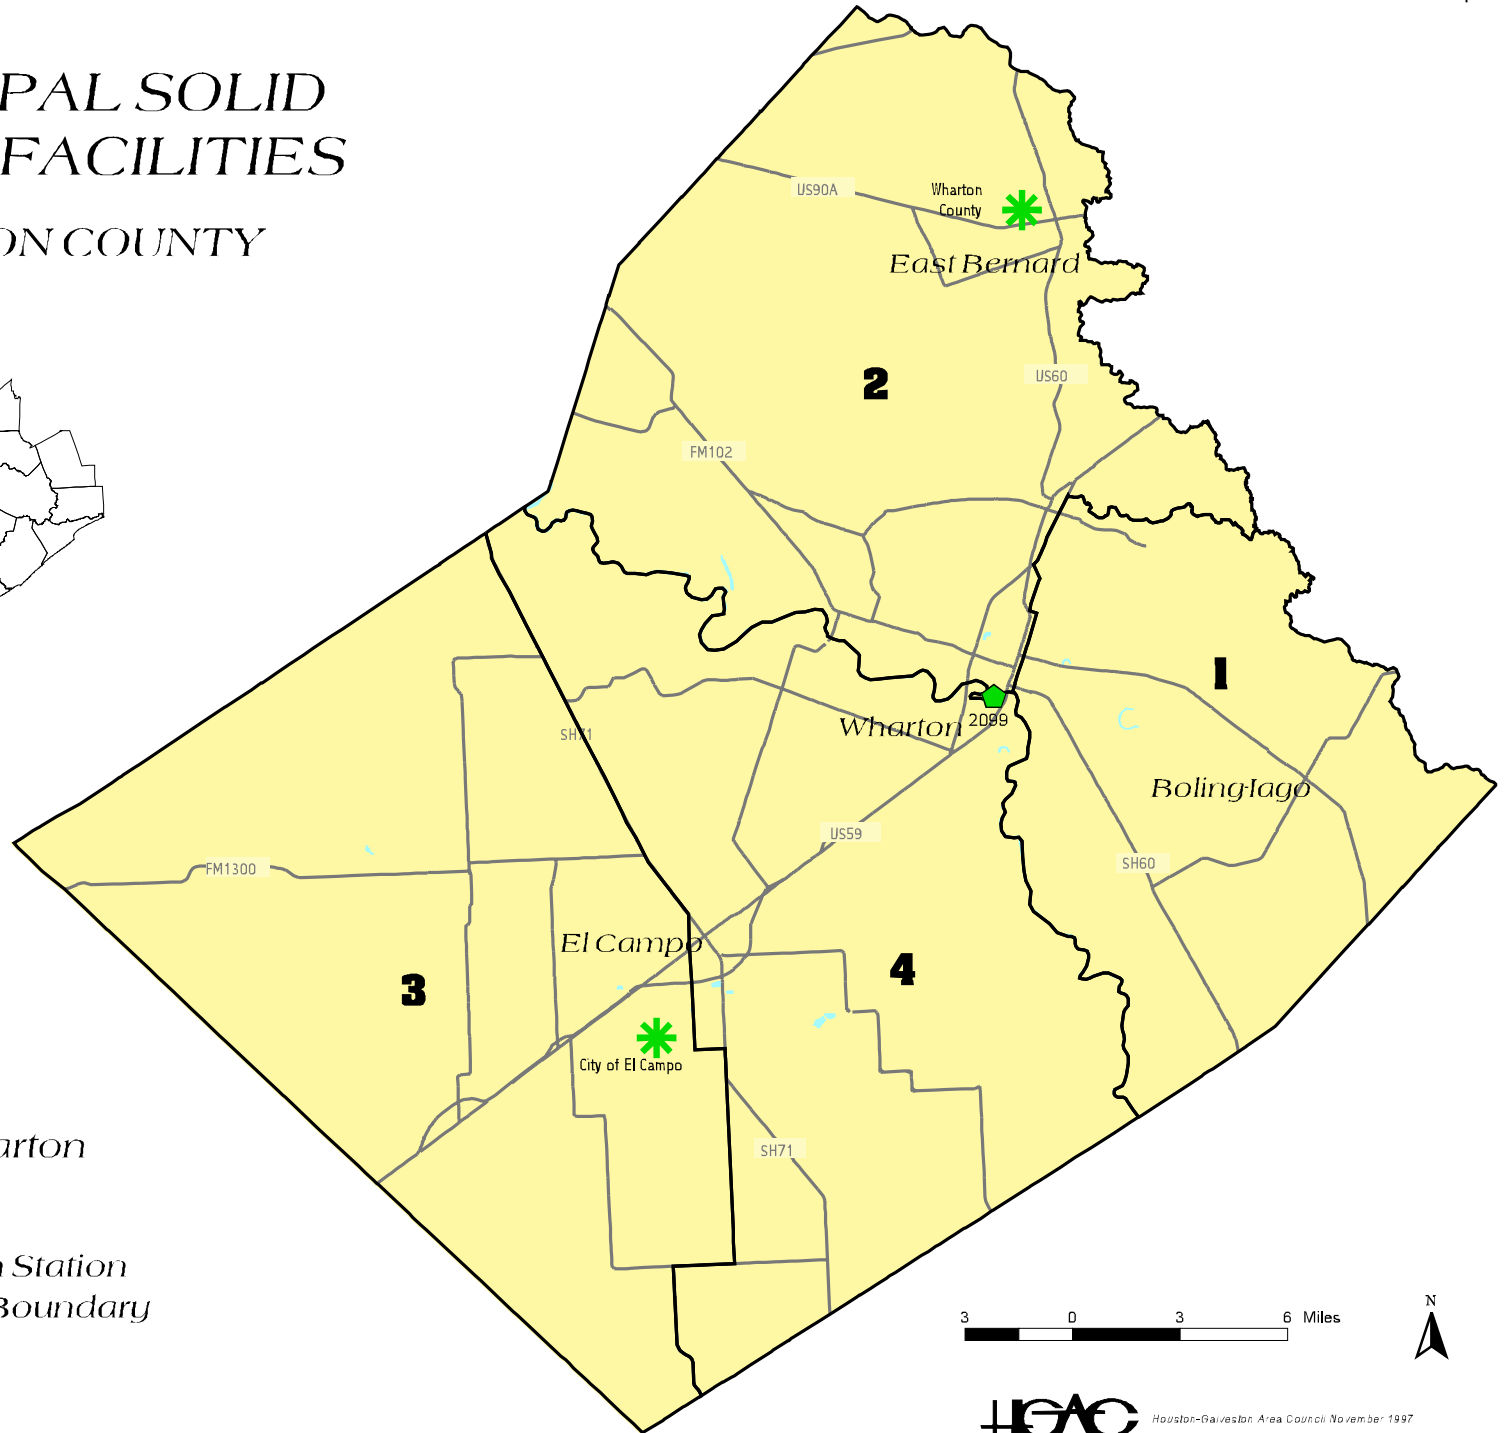 PAL SOLID
FACILITIES
ON COUNTY
US90A
Wharton
County
East Bernard
2
US60
FM102
1
SH71
Wharton
2099
Boling-Iago
US59
FM1300
SH60
El Campo
3
4
City of El Campo
SH71
arton
n Station
Boundary
3 0 3 6 Miles
N
HGAC
Houston-Galveston Area Council November 1997